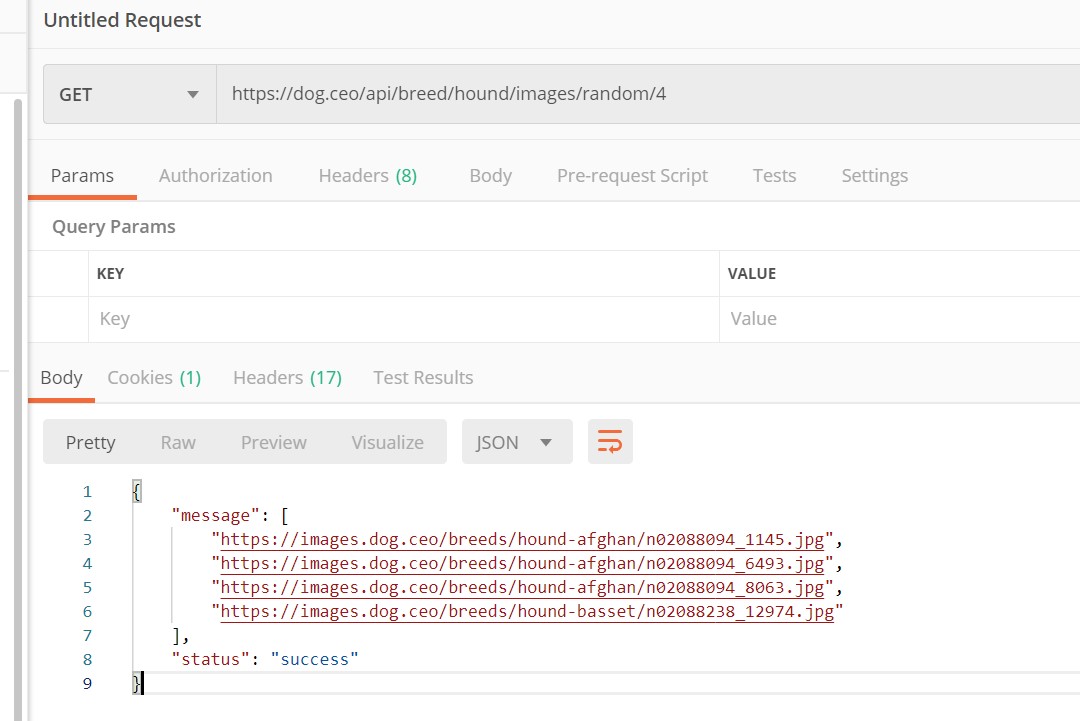 Untitled Request
GET https://dog.ceo/api/breed/hound/images/random/4
Params Authorization Headers (8) Body Pre-request Script Tests Settings
Query Params
KEY VALUE
Key Value
Body Cookies (1) Headers (17) Test Results
Pretty Raw Preview Visualize JSON
1 {
2 "message": [
3 "https://images.dog.ceo/breeds/hound-afghan/n02088094_1145.jpg",
4 "https://images.dog.ceo/breeds/hound-afghan/n02088094_6493.jpg",
5 "https://images.dog.ceo/breeds/hound-afghan/n02088094_8063.jpg",
6 "https://images.dog.ceo/breeds/hound-basset/n02088238_12974.jpg"
7 ],
8 "status": "success"
9 }